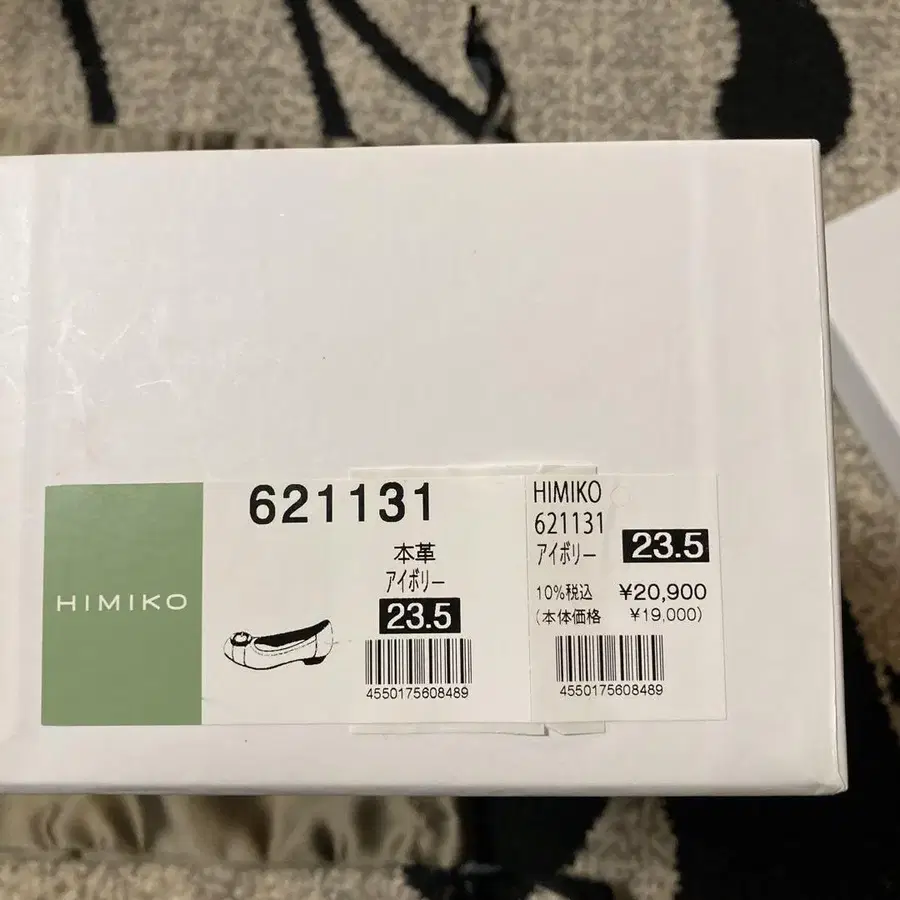 HIMIKO
621131
本革
アイボリー
23.5
4550175608489
HIMIKO
621131
アイボリー
23.5
10%税込 ¥20,900
(本体価格 ¥19,000)
4550175608489